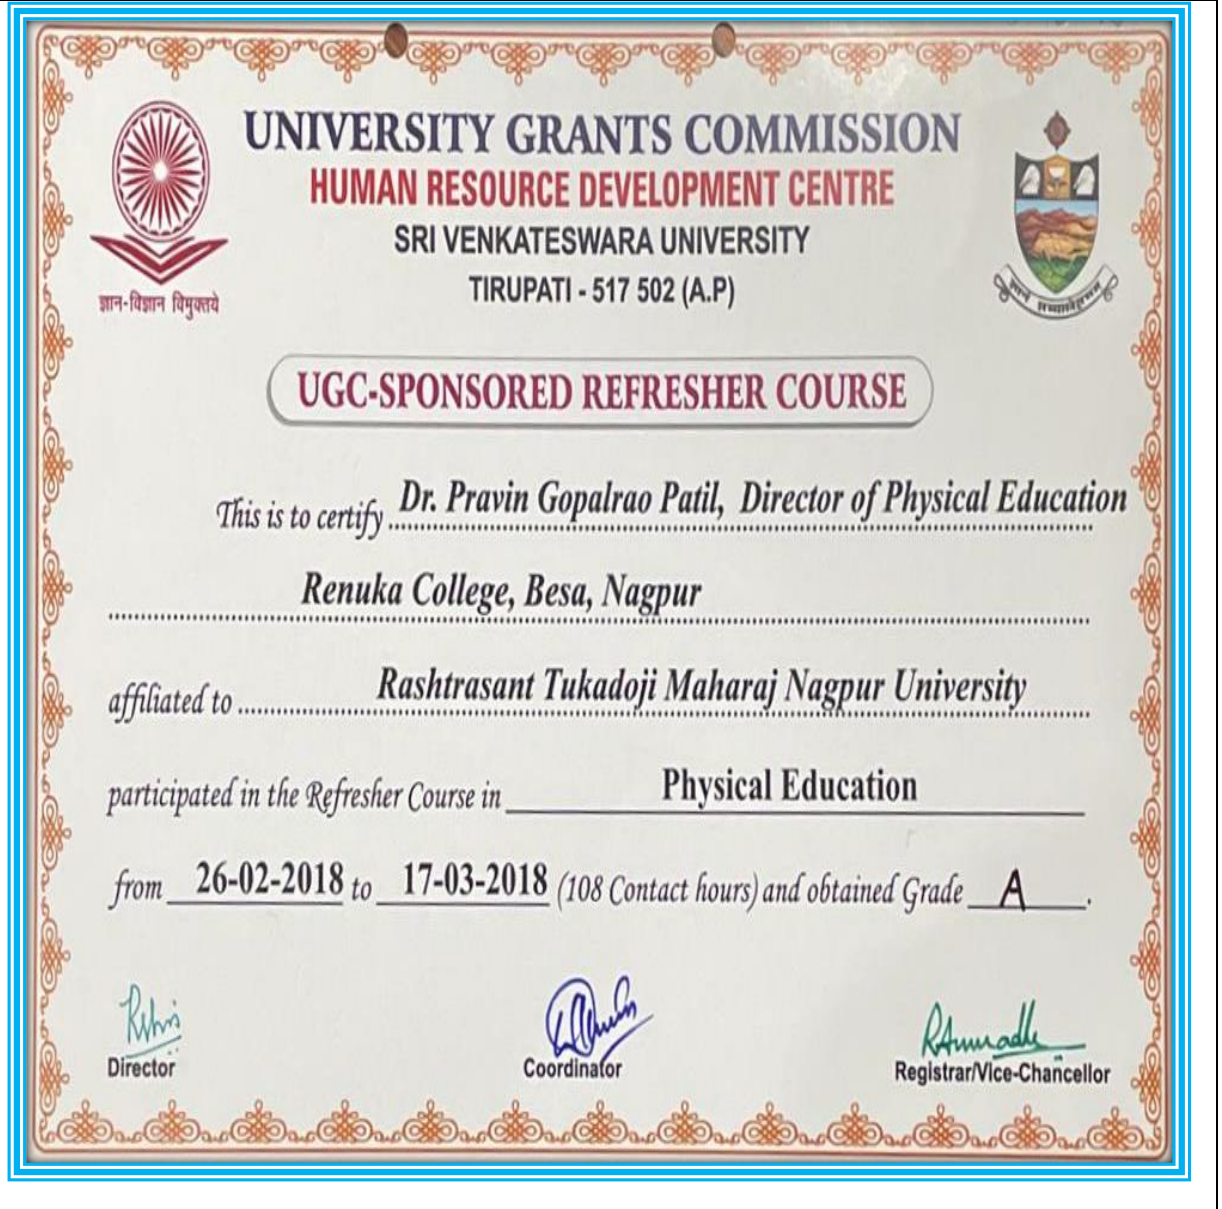 UNIVERSITY GRANTS COMMISSION
HUMAN RESOURCE DEVELOPMENT CENTRE
SRI VENKATESWARA UNIVERSITY
TIRUPATI - 517 502 (A.P)
ज्ञान-विज्ञान विमुक्तये
UGC-SPONSORED REFRESHER COURSE
This is to certify Dr. Pravin Gopalrao Patil, Director of Physical Education
Renuka College, Besa, Nagpur
affiliated to Rashtrasant Tukadoji Maharaj Nagpur University
participated in the Refresher Course in Physical Education
from 26-02-2018 to 17-03-2018 (108 Contact hours) and obtained Grade A.
Director
Coordinator
Registrar/Vice-Chancellor